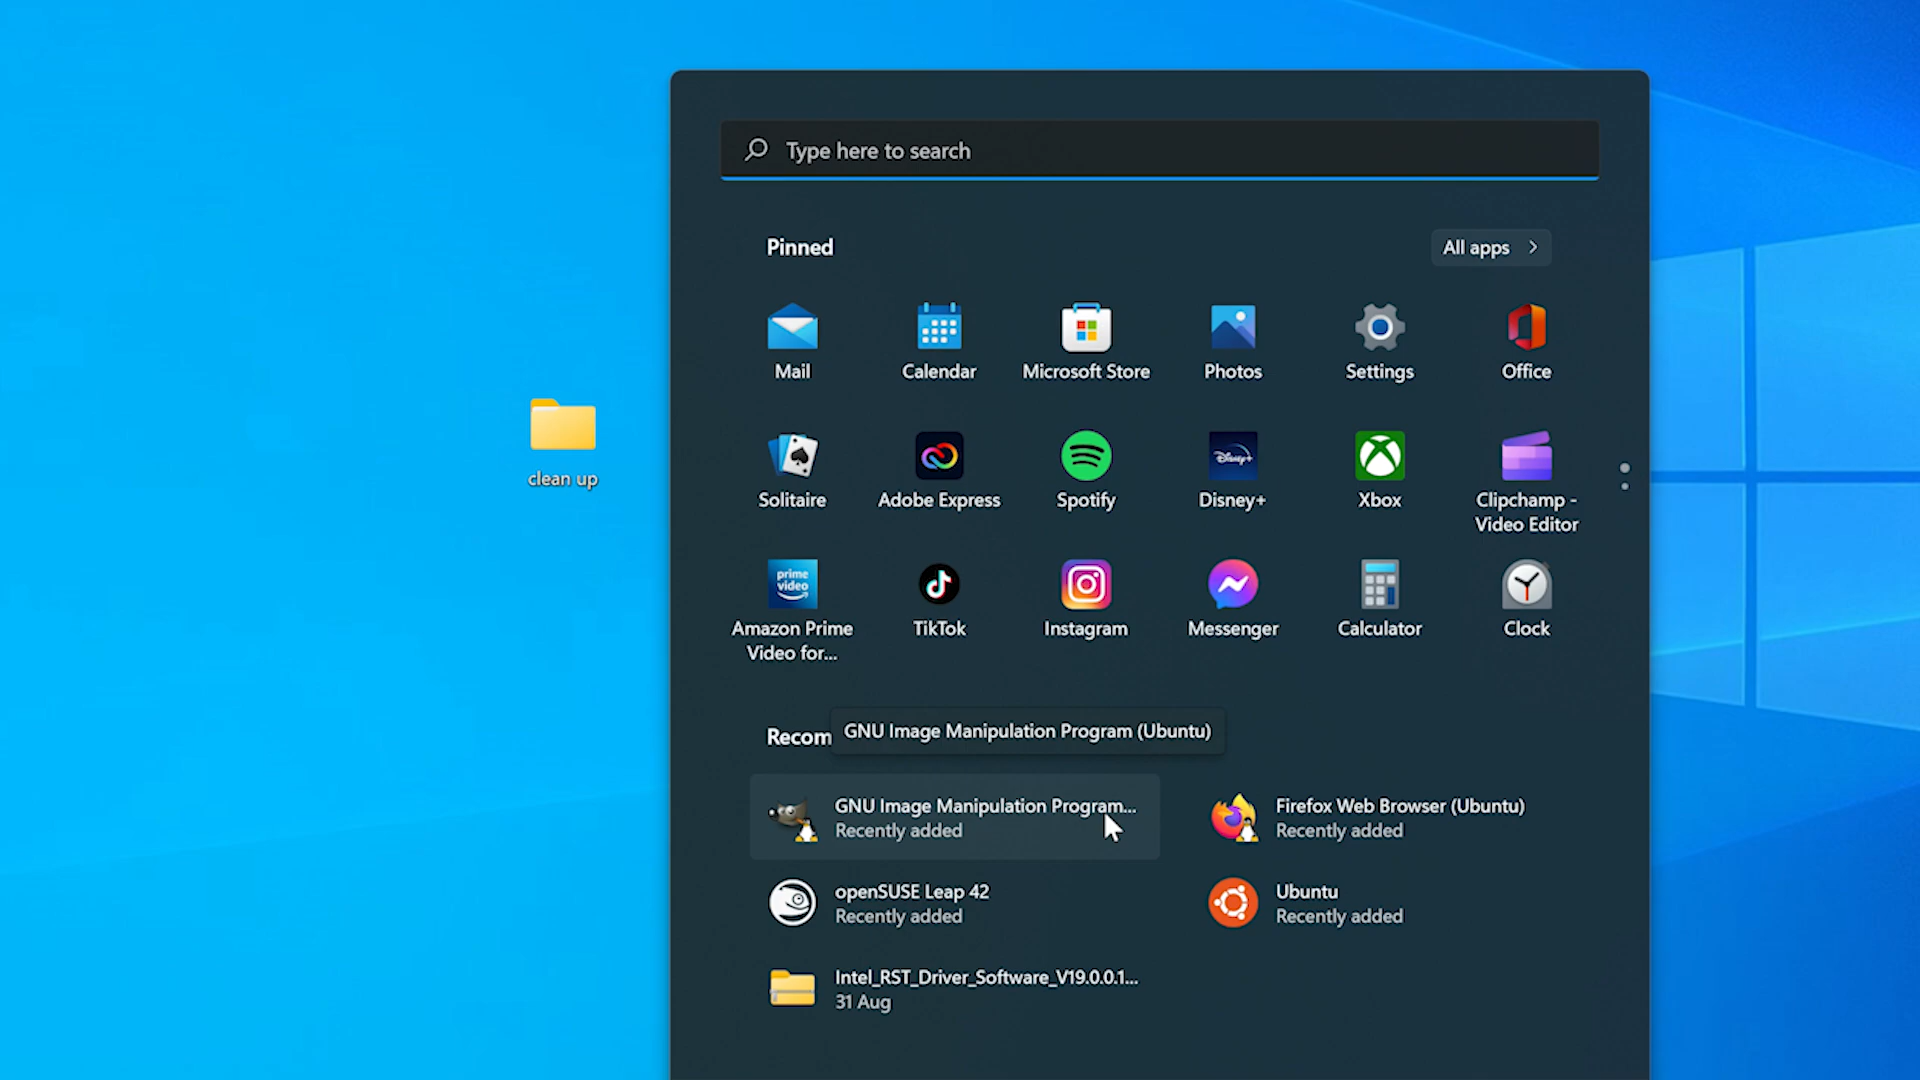 Type here to search
Pinned
All apps
Mail
Calendar
Microsoft Store
Photos
Settings
Office
clean up
Solitaire
Adobe Express
Spotify
Disney+
Disney+
Xbox
Clipchamp -
Video Editor
prime
video
Amazon Prime
Video for...
TikTok
Instagram
Messenger
Calculator
Clock
Recom
GNU Image Manipulation Program (Ubuntu)
GNU Image Manipulation Program...
Recently added
Firefox Web Browser (Ubuntu)
Recently added
openSUSE Leap 42
Recently added
Ubuntu
Recently added
Intel_RST_Driver_Software_V19.0.0.1...
31 Aug